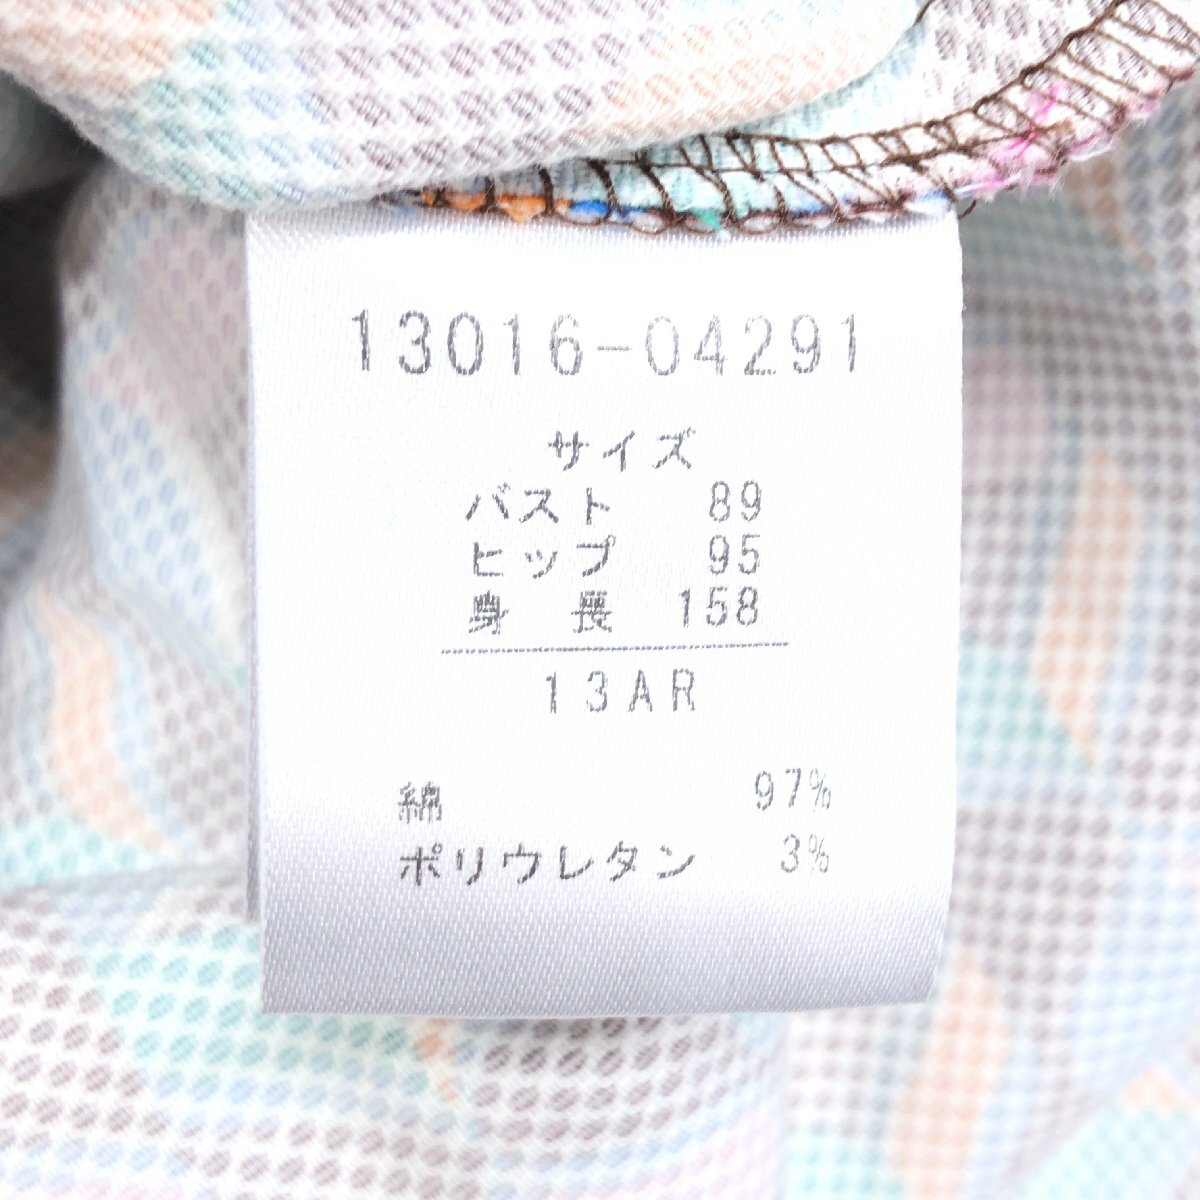 13016-04291
サイズ
バスト 89
ヒップ 95
身長 158
13AR
綿 97%
ポリウレタン 3%